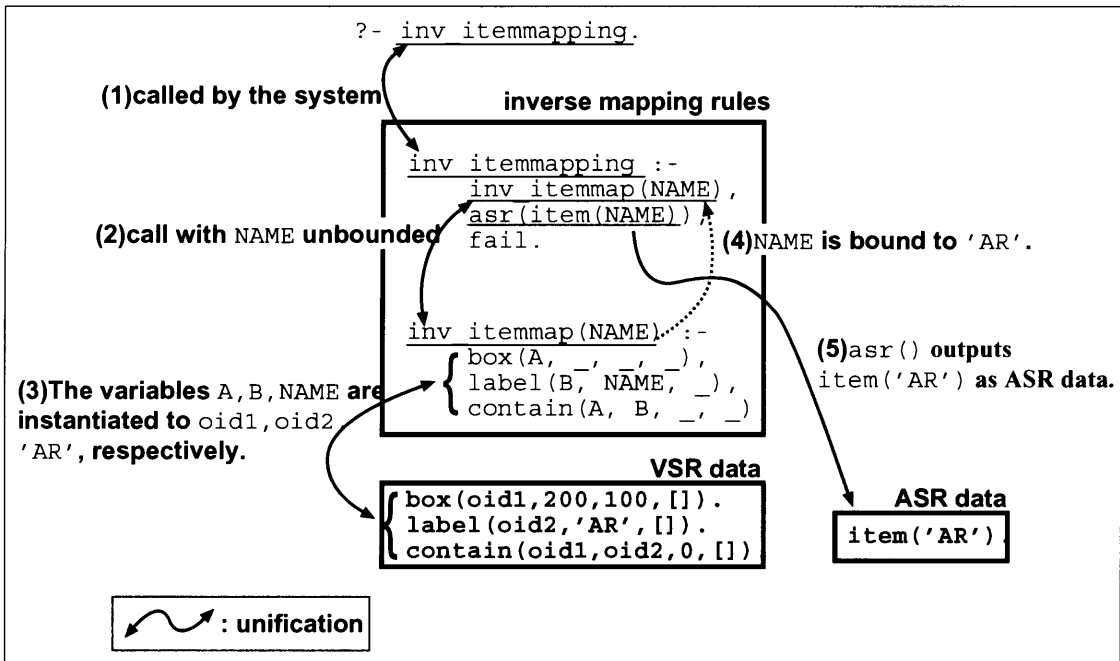 ?- inv_itemmapping.
(1)called by the system
inverse mapping rules
inv_itemmapping :-
inv_itemmap(NAME),
asr(item(NAME)),
fail.
(2)call with NAME unbounded
(4)NAME is bound to 'AR'.
inv_itemmap(NAME) :-
box(A, _, _, _),
label(B, NAME, _),
contain(A, B, _, _)
(3)The variables A,B,NAME are
instantiated to oid1,oid2,
'AR', respectively.
(5)asr() outputs
item('AR') as ASR data.
VSR data
box(oid1,200,100,[]).
label(oid2,'AR',[]).
contain(oid1,oid2,0,[])
ASR data
item('AR').
: unification